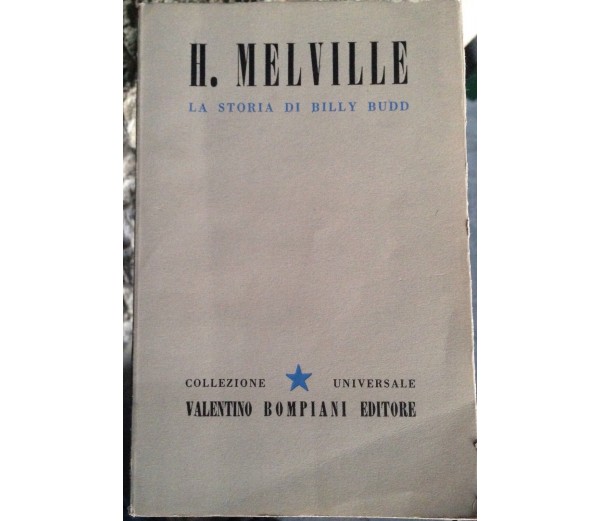 H. MELVILLE
LA STORIA DI BILLY BUDD
COLLEZIONE UNIVERSALE
VALENTINO BOMPIANI EDITORE